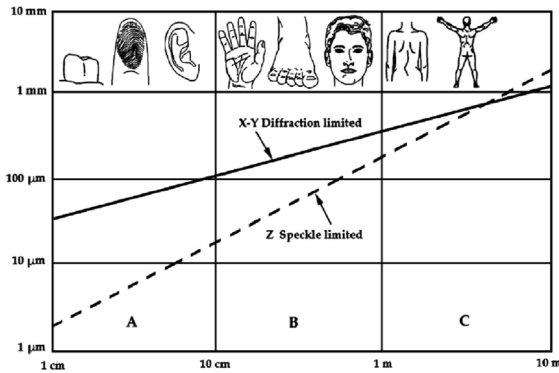 10 mm
1 mm
X-Y Diffraction limited
100 µm
Z Speckle limited
10 µm
A B C
1 µm
1 cm 10 cm 1 m 10 m